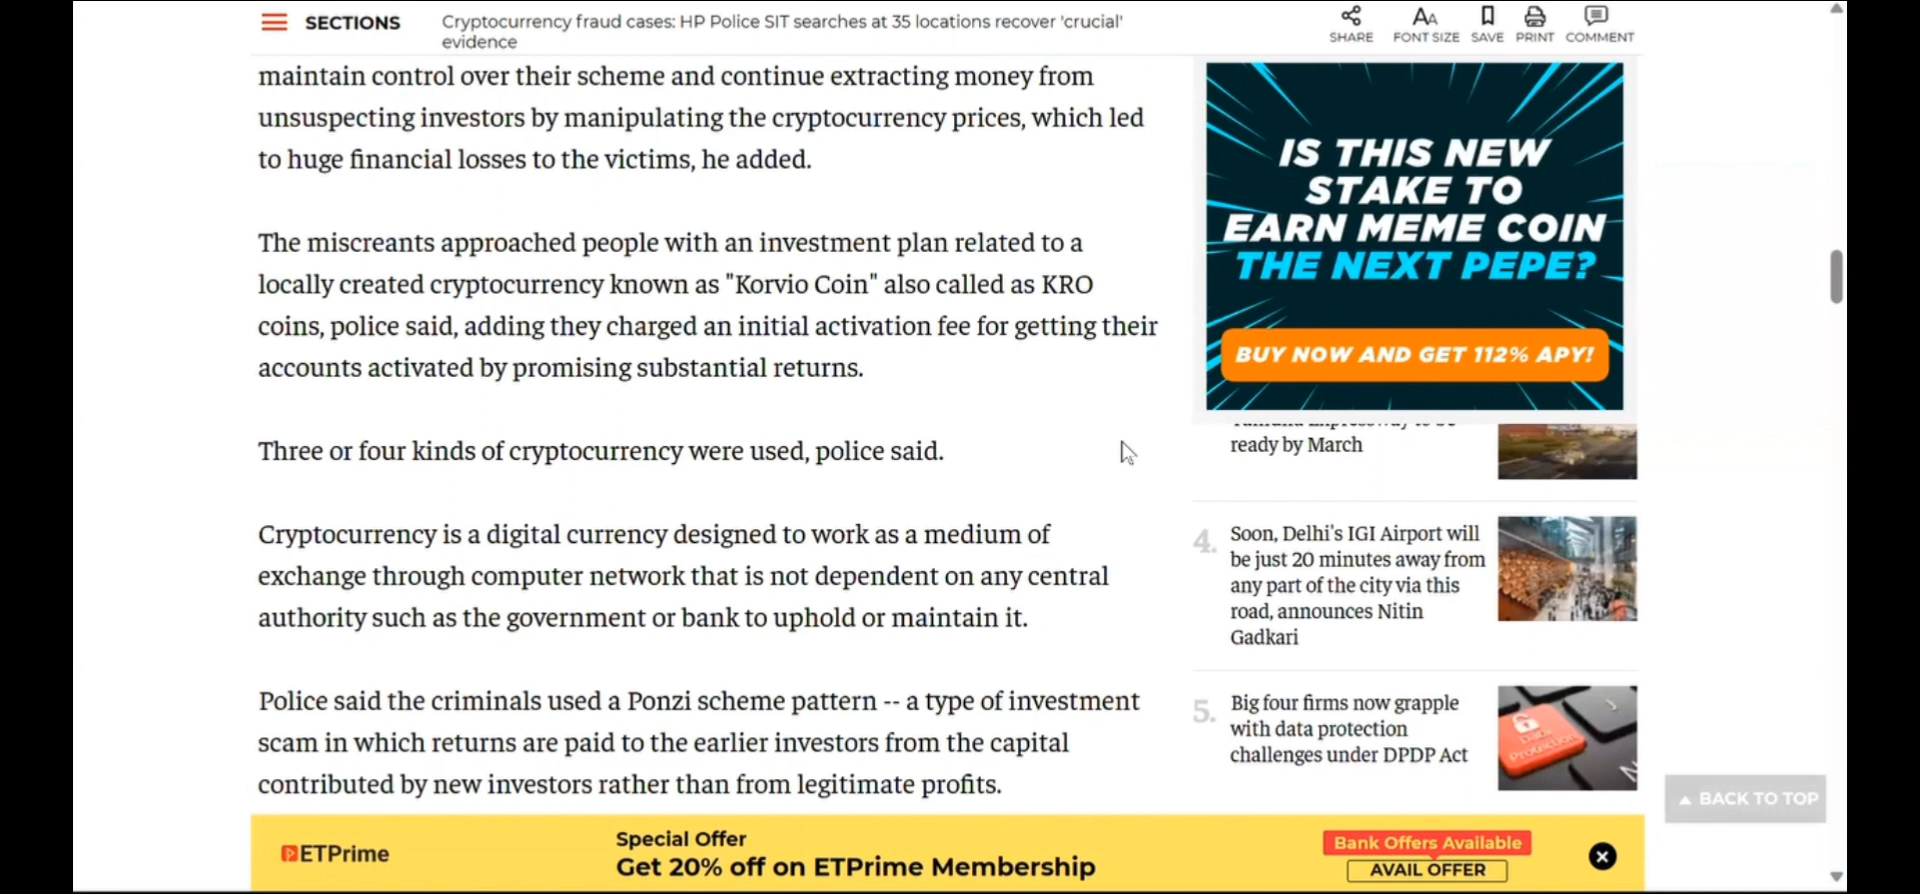 SECTIONS
Cryptocurrency fraud cases: HP Police SIT searches at 35 locations recover 'crucial'
evidence
SHARE
FONT SIZE
SAVE
PRINT
COMMENT
maintain control over their scheme and continue extracting money from
unsuspecting investors by manipulating the cryptocurrency prices, which led
to huge financial losses to the victims, he added.
The miscreants approached people with an investment plan related to a
locally created cryptocurrency known as "Korvio Coin" also called as KRO
coins, police said, adding they charged an initial activation fee for getting their
accounts activated by promising substantial returns.
Three or four kinds of cryptocurrency were used, police said.
Cryptocurrency is a digital currency designed to work as a medium of
exchange through computer network that is not dependent on any central
authority such as the government or bank to uphold or maintain it.
Police said the criminals used a Ponzi scheme pattern -- a type of investment
scam in which returns are paid to the earlier investors from the capital
contributed by new investors rather than from legitimate profits.
IS THIS NEW
STAKE TO
EARN MEME COIN
THE NEXT PEPE?
BUY NOW AND GET 112% APY!
ready by March
4.
Soon, Delhi's IGI Airport will
be just 20 minutes away from
any part of the city via this
road, announces Nitin
Gadkari
5.
Big four firms now grapple
with data protection
challenges under DPDP Act
Data
Protection
BACK TO TOP
ETPrime
Special Offer
Get 20% off on ETPrime Membership
Bank Offers Available
AVAIL OFFER